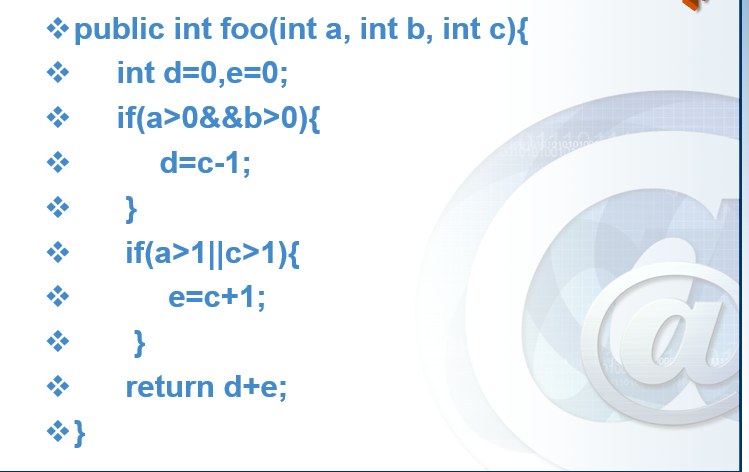 ❖public int foo(int a, int b, int c){
❖ int d=0,e=0;
❖ if(a>0&&b>0){
❖ d=c-1;
❖ }
❖ if(a>1||c>1){
❖ e=c+1;
❖ }
❖ return d+e;
❖}